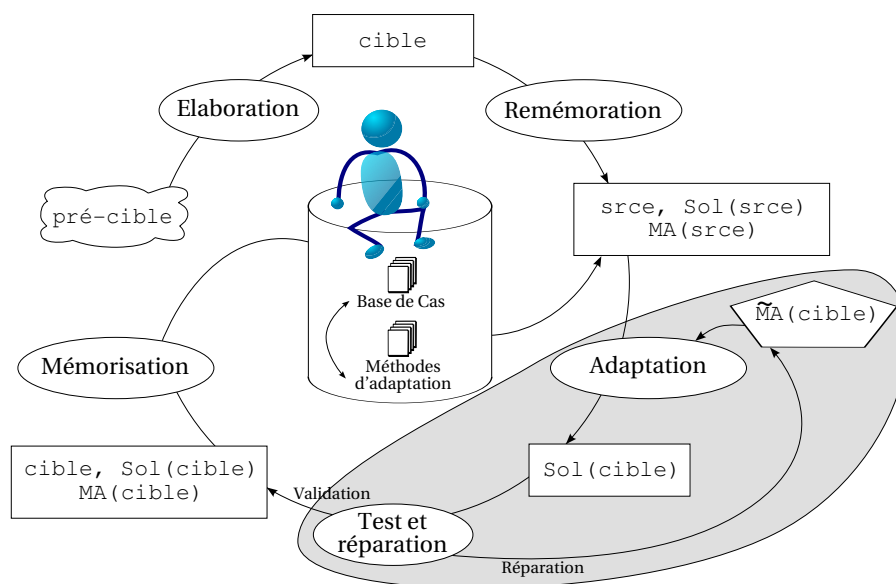 cible
Elaboration
Remémoration
pré-cible
srce, Sol(srce)
MA(srce)
Base de Cas
M̃A(cible)
Mémorisation
Méthodes
d'adaptation
Adaptation
cible, Sol(cible)
MA(cible)
Sol(cible)
Validation
Test et
réparation
Réparation